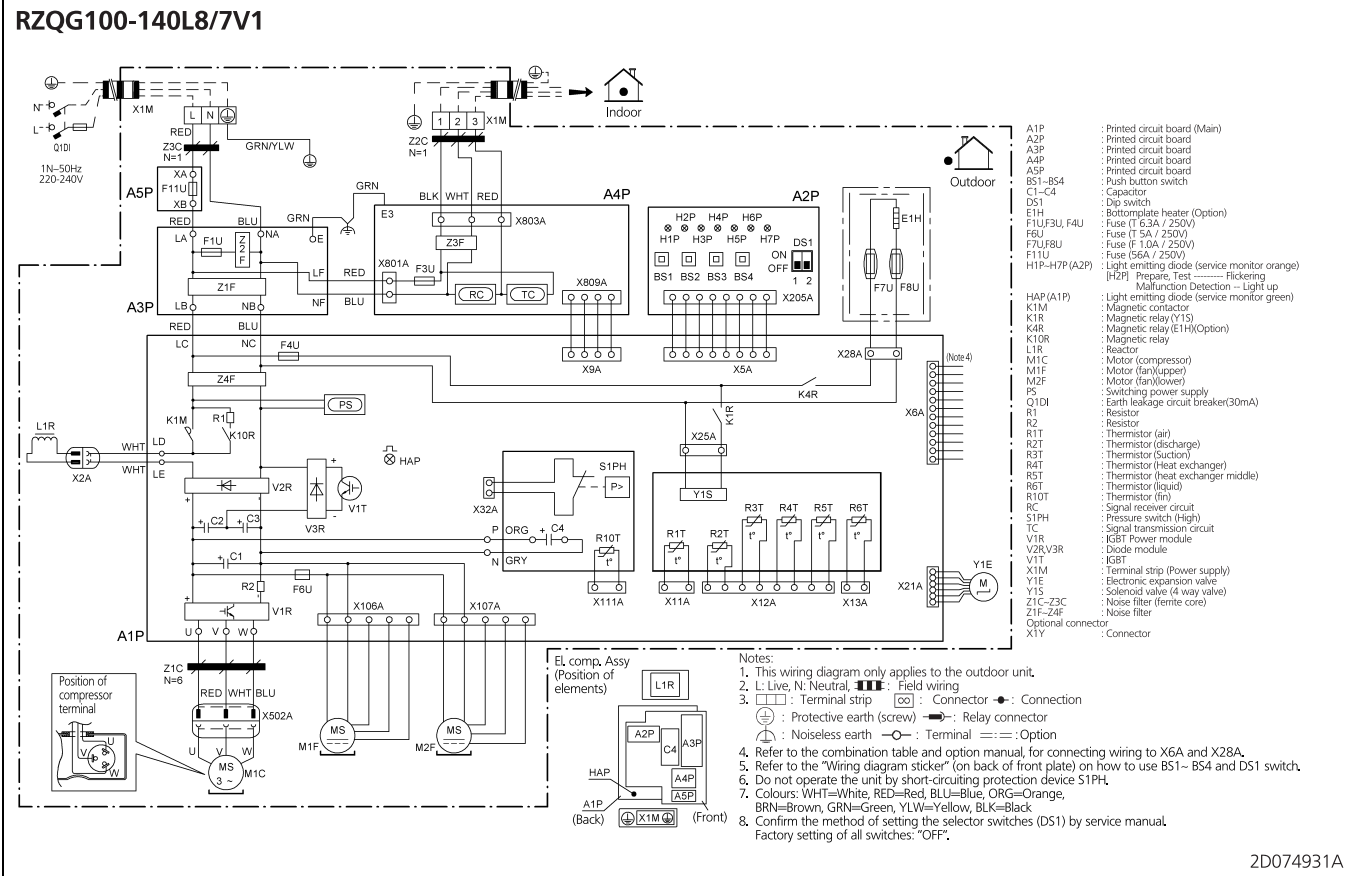 RZQG100-140L8/7V1
N
L
Q1DI
1N~50Hz
220-240V
X1M
L N
RED
Z3C
N=1
GRN/YLW
1 2 3 X1M
Z2C
N=1
Indoor
Outdoor
A5P
XA
F11U
XB
RED
BLU
GRN
GRN
BLK WHT RED
A4P
A2P
E3
X803A
Z3F
X801A
F3U
RC
TC
X809A
H2P H4P H6P
H1P H3P H5P H7P
DS1
ON
OFF
1 2
BS1 BS2 BS3 BS4
X205A
E1H
F7U F8U
LA
NA
E
F1U
Z2F
LF
RED
Z1F
NF
BLU
A3P
LB
NB
RED
BLU
LC
NC
F4U
X9A
X5A
X28A
(Note 4)
Z4F
K4R
PS
K1R
X6A
K1M
R1
K10R
L1R
WHT
LD
WHT
LE
X2A
HAP
X25A
V2R
V3R
V1T
S1PH
P>
X32A
Y1S
C2
C3
P
ORG
C4
N
GRY
R10T
t°
R1T
t°
R2T
t°
R3T
t°
R4T
t°
R5T
t°
R6T
t°
C1
R2
F6U
V1R
X106A
X107A
X111A
X11A
X12A
X13A
X21A
Y1E
M
A1P
U V W
Z1C
N=6
RED WHT BLU
X502A
U V W
MS
3 ~
M1C
MS
M1F
MS
M2F
Position of
compressor
terminal
U
V
W
El. comp. Assy
(Position of
elements)
L1R
A2P
C4
A3P
A4P
A5P
HAP
A1P
(Back)
X1M
(Front)
A1P : Printed circuit board (Main)
A2P : Printed circuit board
A3P : Printed circuit board
A4P : Printed circuit board
A5P : Printed circuit board
BS1~BS4 : Push button switch
C1~C4 : Capacitor
DS1 : Dip switch
E1H : Bottomplate heater (Option)
F1U,F3U, F4U : Fuse (T 6.3A / 250V)
F6U : Fuse (T 5A / 250V)
F7U,F8U : Fuse (F 1.0A / 250V)
F11U : Fuse (56A / 250V)
H1P~H7P (A2P) : Light emitting diode (service monitor orange)
[H2P] Prepare, Test --------- Flickering
Malfunction Detection -- Light up
HAP (A1P) : Light emitting diode (service monitor green)
K1M : Magnetic contactor
K1R : Magnetic relay (Y1S)
K4R : Magnetic relay (E1H)(Option)
K10R : Magnetic relay
L1R : Reactor
M1C : Motor (compressor)
M1F : Motor (fan)(upper)
M2F : Motor (fan)(lower)
PS : Switching power supply
Q1DI : Earth leakage circuit breaker(30mA)
R1 : Resistor
R2 : Resistor
R1T : Thermistor (air)
R2T : Thermistor (discharge)
R3T : Thermistor (Suction)
R4T : Thermistor (Heat exchanger)
R5T : Thermistor (heat exchanger middle)
R6T : Thermistor (liquid)
R10T : Thermistor (fin)
RC : Signal receiver circuit
S1PH : Pressure switch (High)
TC : Signal transmission circuit
V1R : IGBT Power module
V2R,V3R : Diode module
V1T : IGBT
X1M : Terminal strip (Power supply)
Y1E : Electronic expansion valve
Y1S : Solenoid valve (4 way valve)
Z1C~Z3C : Noise filter (ferrite core)
Z1F~Z4F : Noise filter
Optional connector
X1Y : Connector
Notes:
1. This wiring diagram only applies to the outdoor unit.
2. L: Live, N: Neutral, : Field wiring
3. : Terminal strip : Connector : Connection
: Protective earth (screw) : Relay connector
: Noiseless earth : Terminal : Option
4. Refer to the combination table and option manual, for connecting wiring to X6A and X28A.
5. Refer to the "Wiring diagram sticker" (on back of front plate) on how to use BS1~ BS4 and DS1 switch.
6. Do not operate the unit by short-circuiting protection device S1PH.
7. Colours: WHT=White, RED=Red, BLU=Blue, ORG=Orange,
BRN=Brown, GRN=Green, YLW=Yellow, BLK=Black
8. Confirm the method of setting the selector switches (DS1) by service manual.
Factory setting of all switches: "OFF".
2D074931A